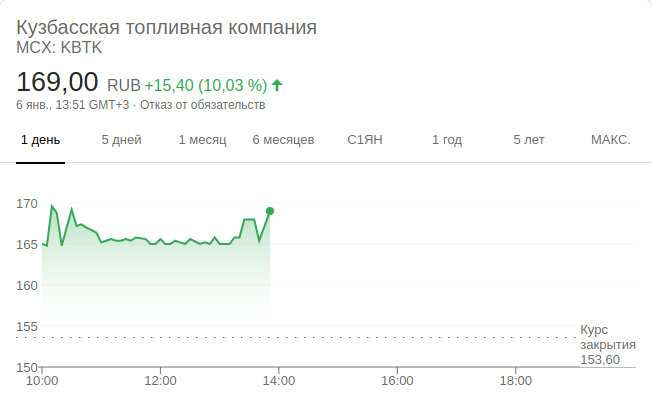 Кузбасская топливная компания
MCX: KBTK
169,00 RUB +15,40 (10,03 %)
6 янв., 13:51 GMT+3 · Отказ от обязательств
1 день 5 дней 1 месяц 6 месяцев С1ЯН 1 год 5 лет МАКС.
170
165
160
155
Курс
закрытия
153,60
150
10:00 12:00 14:00 16:00 18:00